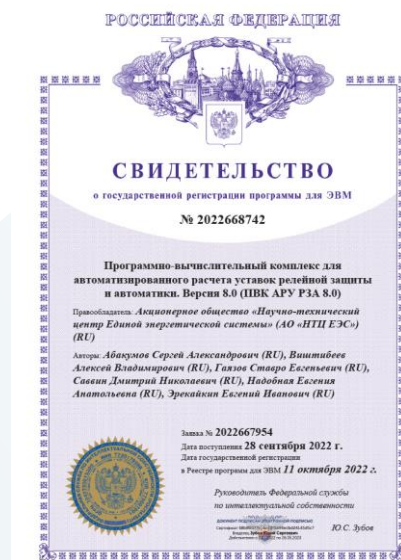 РОССИЙСКАЯ ФЕДЕРАЦИЯ
СВИДЕТЕЛЬСТВО
о государственной регистрации программы для ЭВМ
№ 2022668742
Программно-вычислительный комплекс для
автоматизированного расчета уставок релейной защиты
и автоматики. Версия 8.0 (ПВК АРУ РЗА 8.0)
Правообладатель: Акционерное общество «Научно-технический
центр Единой энергетической системы» (АО «НТЦ ЕЭС»)
(RU)
Авторы: Абакумов Сергей Александрович (RU), Виштибеев
Алексей Владимирович (RU), Гаязов Ставро Евгеньевич (RU),
Саввин Дмитрий Николаевич (RU), Надобная Евгения
Анатольевна (RU), Эрекайкин Евгений Иванович (RU)
Заявка № 2022667954
Дата поступления 28 сентября 2022 г.
Дата государственной регистрации
в Реестре программ для ЭВМ 11 октября 2022 г.
Руководитель Федеральной службы
по интеллектуальной собственности
Ю.С. Зубов